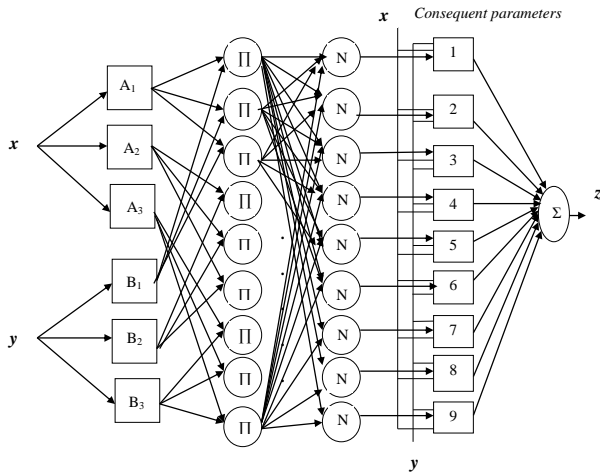 x Consequent parameters
∏ N 1
A₁
∏ N 2
x A₂ ∏ N 3
A₃ ∏ N 4
z
Σ
∏ N 5
B₁ ∏ N 6
y B₂ ∏ N 7
B₃ ∏ N 8
∏ N 9
y